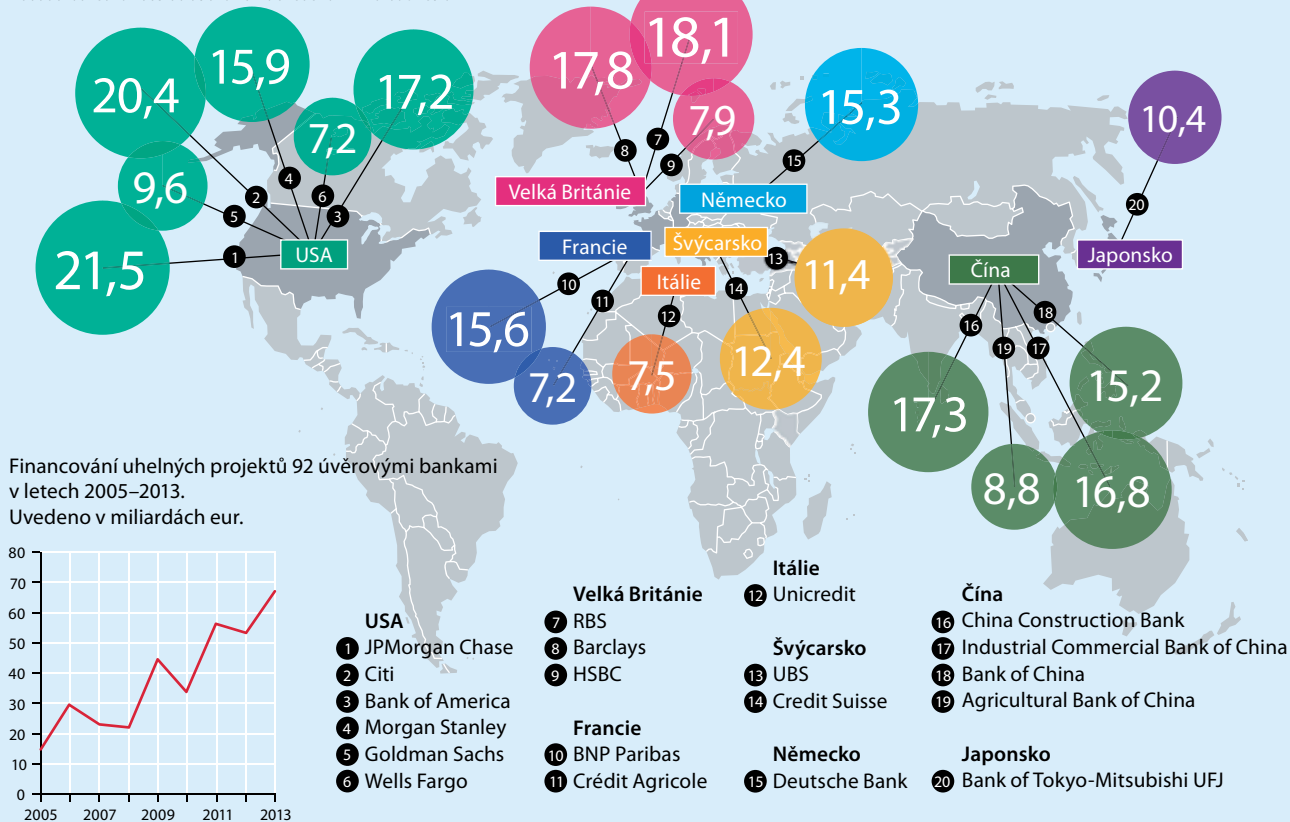 18,1
15,9
17,8
17,2
20,4
15,3
7,2
7,9
10,4
9,6
7
8
9
15
4
2
6
5
3
20
Velká Británie
Německo
Francie
Švýcarsko
USA
Japonsko
1
21,5
Itálie
Čína
13
11,4
10
11
14
12
18
16
19
17
15,6
7,2
7,5
12,4
15,2
17,3
8,8
16,8
Financování uhelných projektů 92 úvěrovými bankami
v letech 2005–2013.
Uvedeno v miliardách eur.
80
70
60
50
40
30
20
10
0
2005
2007
2009
2011
2013
USA
1 JPMorgan Chase
2 Citi
3 Bank of America
4 Morgan Stanley
5 Goldman Sachs
6 Wells Fargo
Velká Británie
7 RBS
8 Barclays
9 HSBC
Francie
10 BNP Paribas
11 Crédit Agricole
Itálie
12 Unicredit
Švýcarsko
13 UBS
14 Credit Suisse
Německo
15 Deutsche Bank
Čína
16 China Construction Bank
17 Industrial Commercial Bank of China
18 Bank of China
19 Agricultural Bank of China
Japonsko
20 Bank of Tokyo-Mitsubishi UFJ